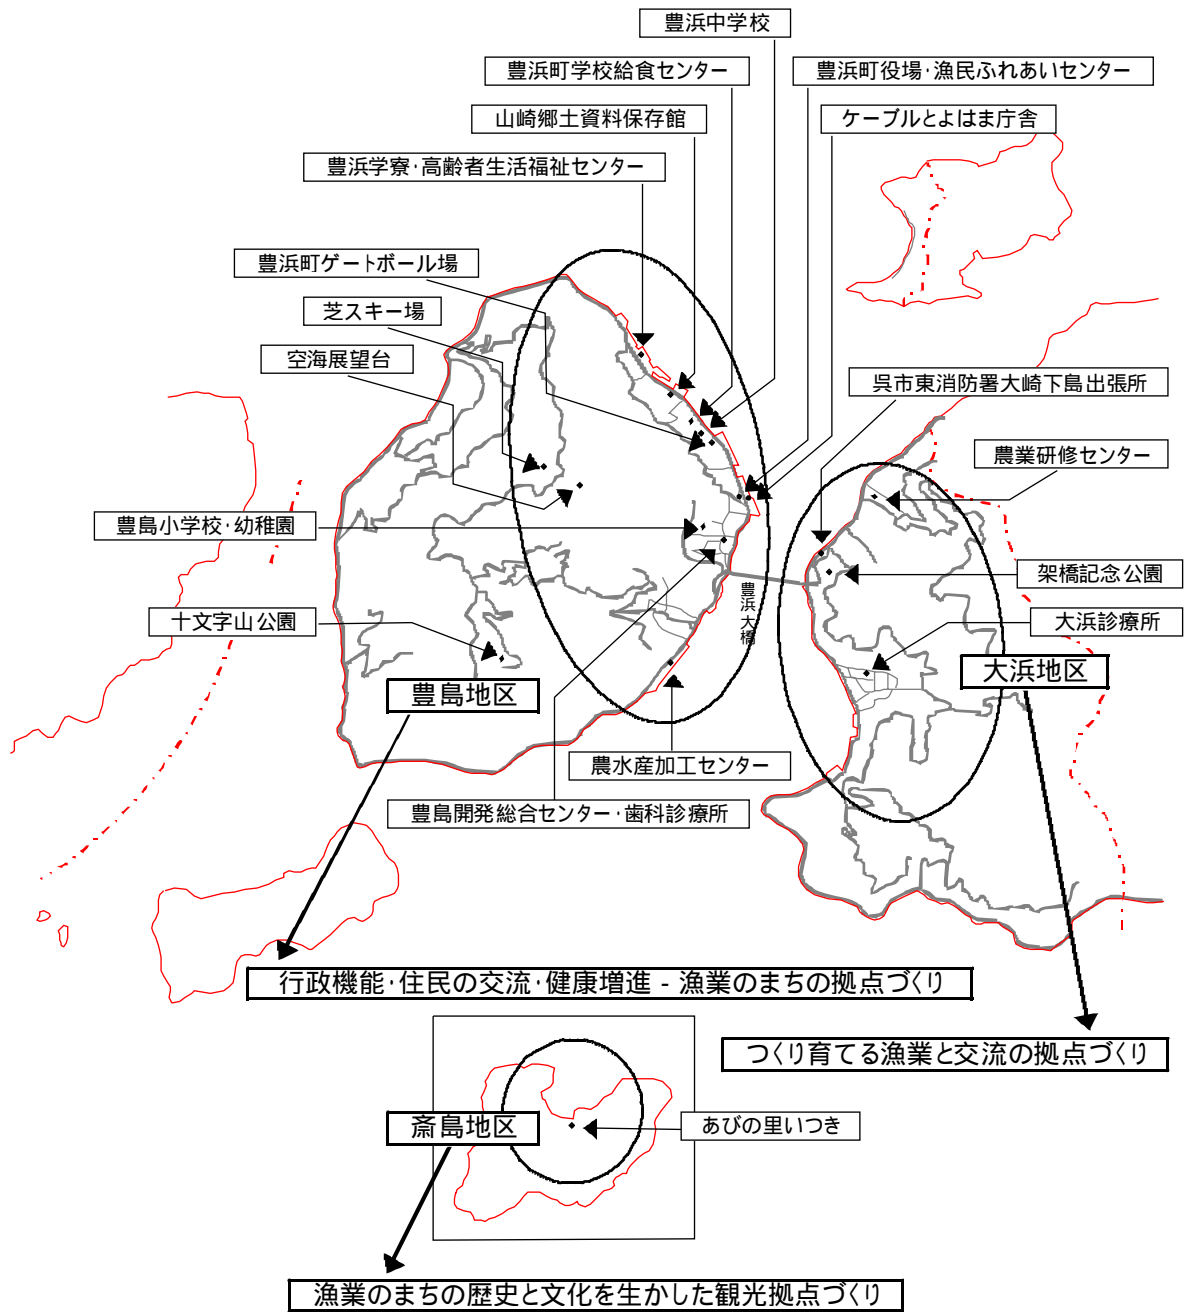 豊浜中学校
豊浜町学校給食センター
豊浜町役場･漁民ふれあいセンター
山崎郷土資料保存館
ケーブルとよはま庁舎
豊浜学寮･高齢者生活福祉センター
豊浜町ゲートボール場
芝スキー場
空海展望台
呉市東消防署大崎下島出張所
農業研修センター
豊島小学校･幼稚園
架橋記念公園
豊浜大橋
十文字山公園
大浜診療所
大浜地区
豊島地区
農水産加工センター
豊島開発総合センター･歯科診療所
行政機能･住民の交流･健康増進 - 漁業のまちの拠点づくり
つくり育てる漁業と交流の拠点づくり
斎島地区
あびの里いつき
漁業のまちの歴史と文化を生かした観光拠点づくり